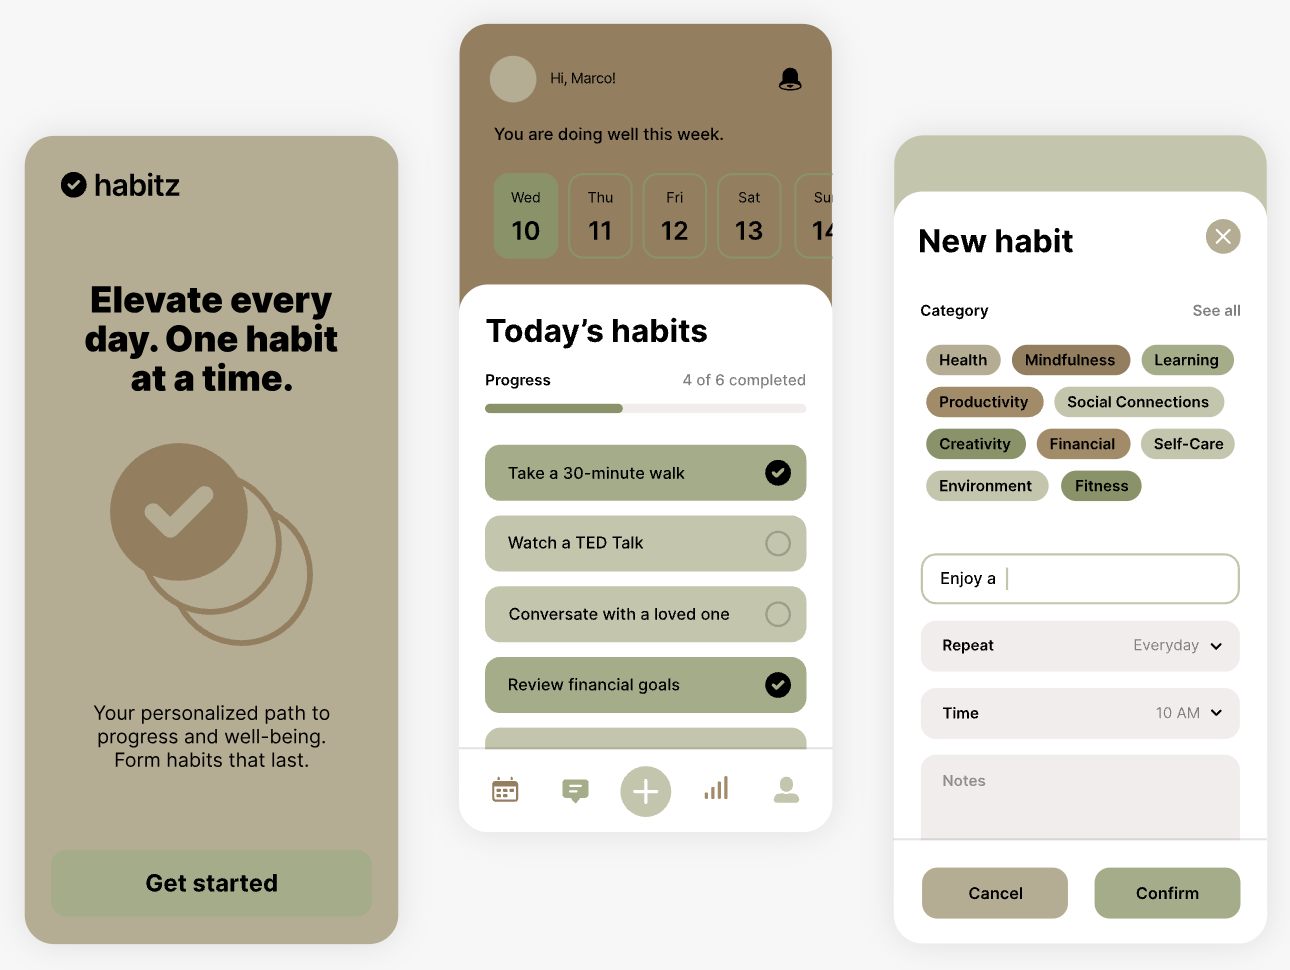 habitz
Elevate every
day. One habit
at a time.
Your personalized path to
progress and well-being.
Form habits that last.
Get started
Hi, Marco!
You are doing well this week.
Wed Thu Fri Sat Sun
10 11 12 13 14
Today’s habits
Progress 4 of 6 completed
Take a 30-minute walk
Watch a TED Talk
Conversate with a loved one
Review financial goals
New habit
Category See all
Health Mindfulness Learning
Productivity Social Connections
Creativity Financial Self-Care
Environment Fitness
Enjoy a
Repeat Everyday
Time 10 AM
Notes
Cancel Confirm